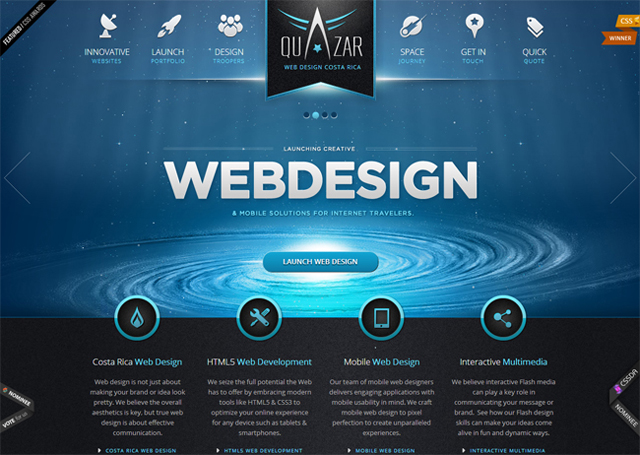 FEATURED CSS AWARDS
CSS
WINNER
INNOVATIVE
WEBSITES
LAUNCH
PORTFOLIO
DESIGN
TROOPERS
QUAZAR
WEB DESIGN COSTA RICA
SPACE
JOURNEY
GET IN
TOUCH
QUICK
QUOTE
LAUNCHING CREATIVE
WEBDESIGN
& MOBILE SOLUTIONS FOR INTERNET TRAVELERS.
LAUNCH WEB DESIGN
Costa Rica Web Design
Web design is not just about
making your brand or idea look
pretty. We believe the overall
aesthetics is key, but true web
design is about effective
communication.
COSTA RICA WEB DESIGN
HTML5 Web Development
We seize the full potential the Web
has to offer by embracing modern
tools like HTML5 & CSS3 to
optimize your online experience
for any device such as tablets &
smartphones.
HTML5 WEB DEVELOPMENT
Mobile Web Design
Our team of mobile web designers
delivers engaging applications with
mobile usability in mind. We craft
mobile web design to pixel
perfection to create unparalleled
experiences.
MOBILE WEB DESIGN
Interactive Multimedia
We believe interactive Flash media
can play a key role in
communicating your message or
brand. See how our Flash design
skills can make your ideas come
alive in fun and dynamic ways.
INTERACTIVE MULTIMEDIA
NOMINEE
VOTE
CSSDA
NOMINEE